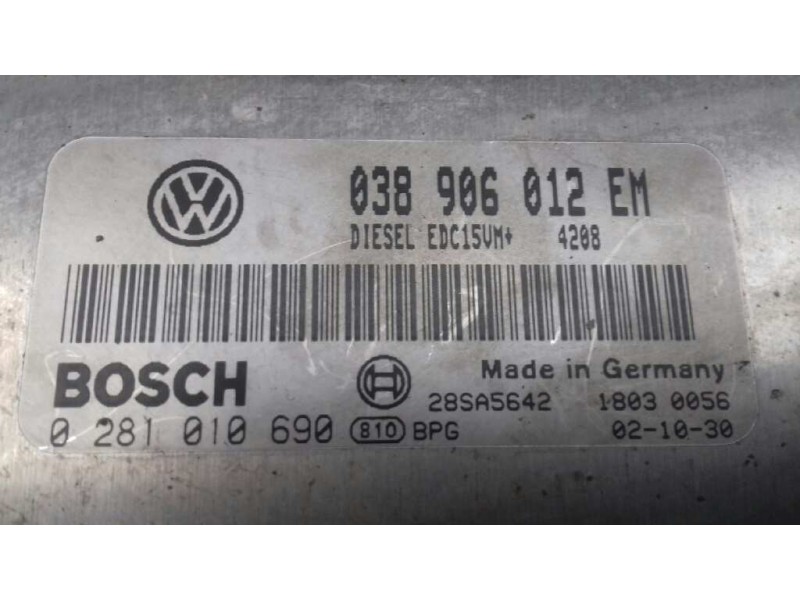 038 906 012 EM
DIESEL EDC15VM+ 4208
BOSCH
Made in Germany
28SA5642 1803 0056
0 281 010 690 810 BPG 02-10-30